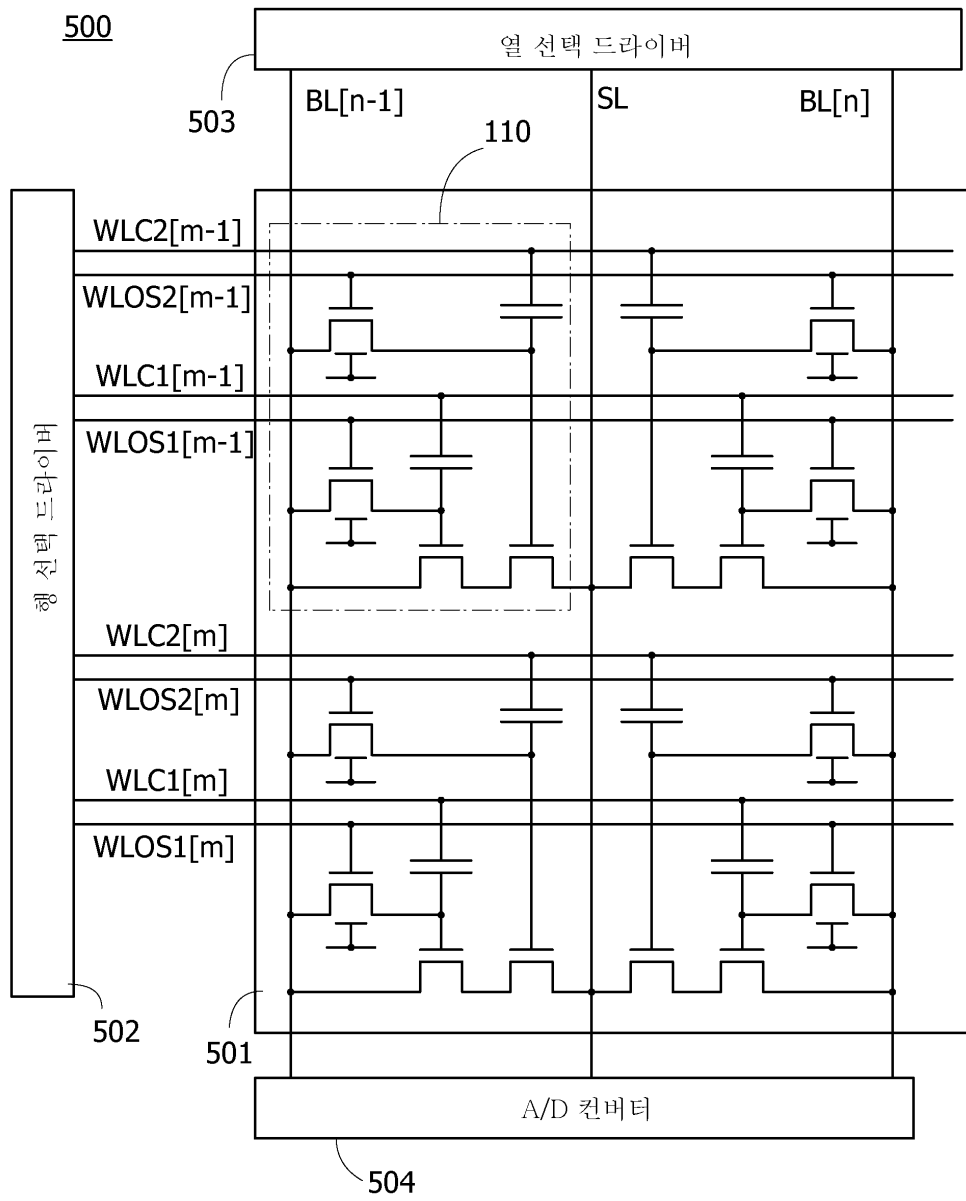 500
열 선택 드라이버
503
BL[n-1]
SL
BL[n]
110
WLC2[m-1]
WLOS2[m-1]
WLC1[m-1]
WLOS1[m-1]
행 선택 드라이버
WLC2[m]
WLOS2[m]
WLC1[m]
WLOS1[m]
502
501
A/D 컨버터
504